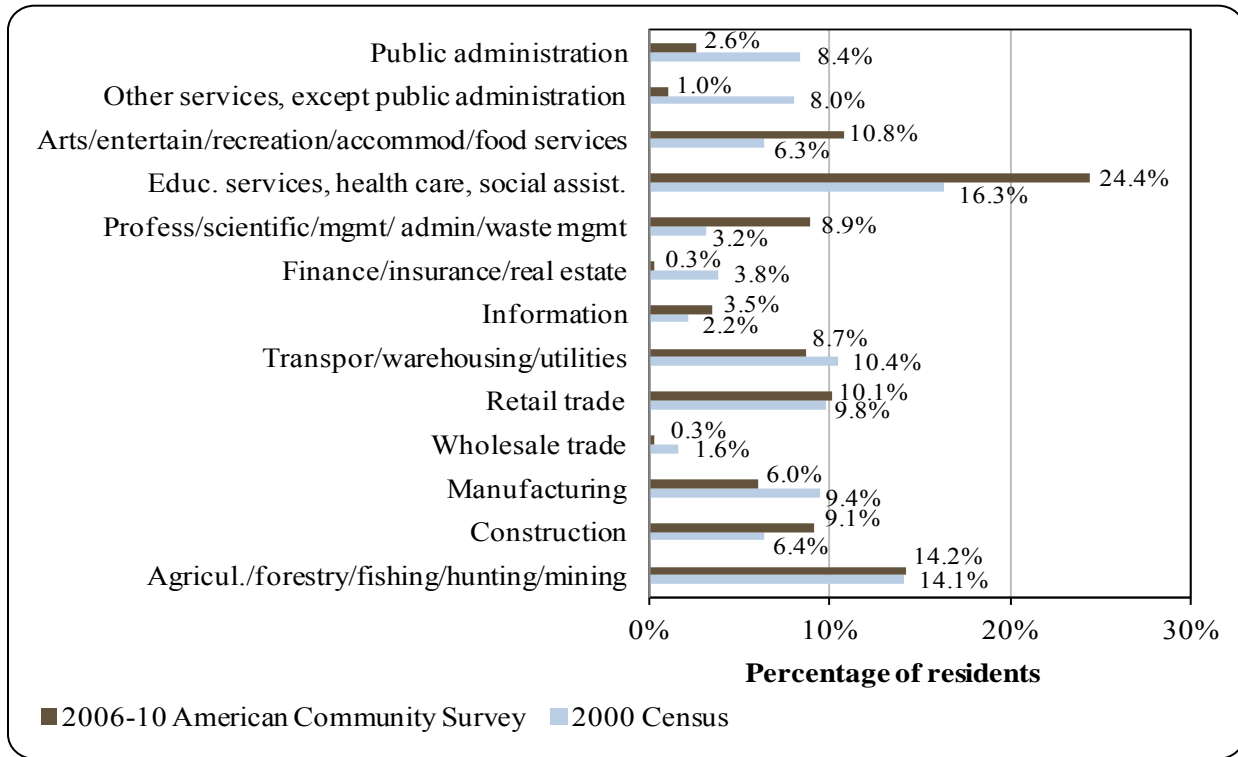 Public administration
2.6%
8.4%
Other services, except public administration
1.0%
8.0%
Arts/entertain/recreation/accommod/food services
10.8%
6.3%
Educ. services, health care, social assist.
24.4%
16.3%
Profess/scientific/mgmt/ admin/waste mgmt
8.9%
3.2%
Finance/insurance/real estate
0.3%
3.8%
Information
3.5%
2.2%
Transpor/warehousing/utilities
8.7%
10.4%
Retail trade
10.1%
9.8%
Wholesale trade
0.3%
1.6%
Manufacturing
6.0%
9.4%
Construction
9.1%
6.4%
Agricul./forestry/fishing/hunting/mining
14.2%
14.1%
0% 10% 20% 30%
Percentage of residents
2006-10 American Community Survey 2000 Census